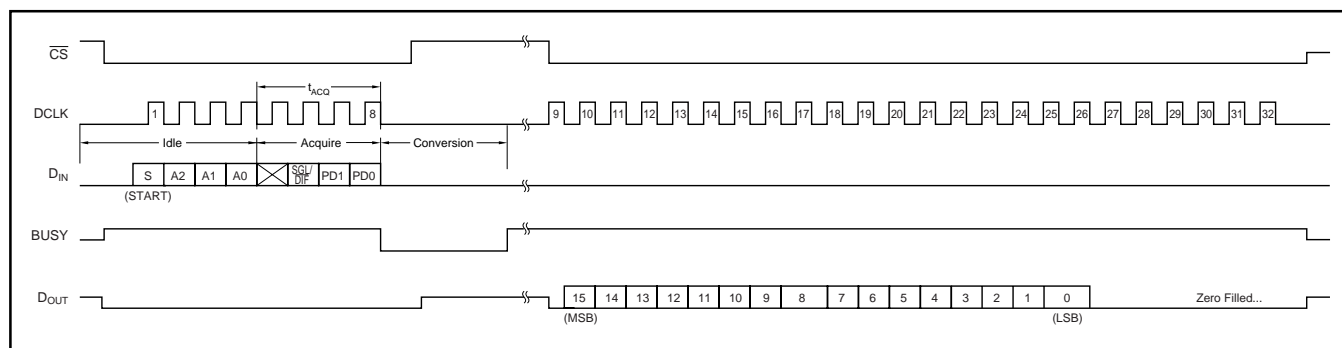 CS
tACQ
DCLK 1 8 9 10 11 12 13 14 15 16 17 18 19 20 21 22 23 24 25 26 27 28 29 30 31 32
Idle Acquire Conversion
DIN S A2 A1 A0 SGL/DIF PD1 PD0
(START)
BUSY
DOUT 15 14 13 12 11 10 9 8 7 6 5 4 3 2 1 0 Zero Filled...
(MSB) (LSB)